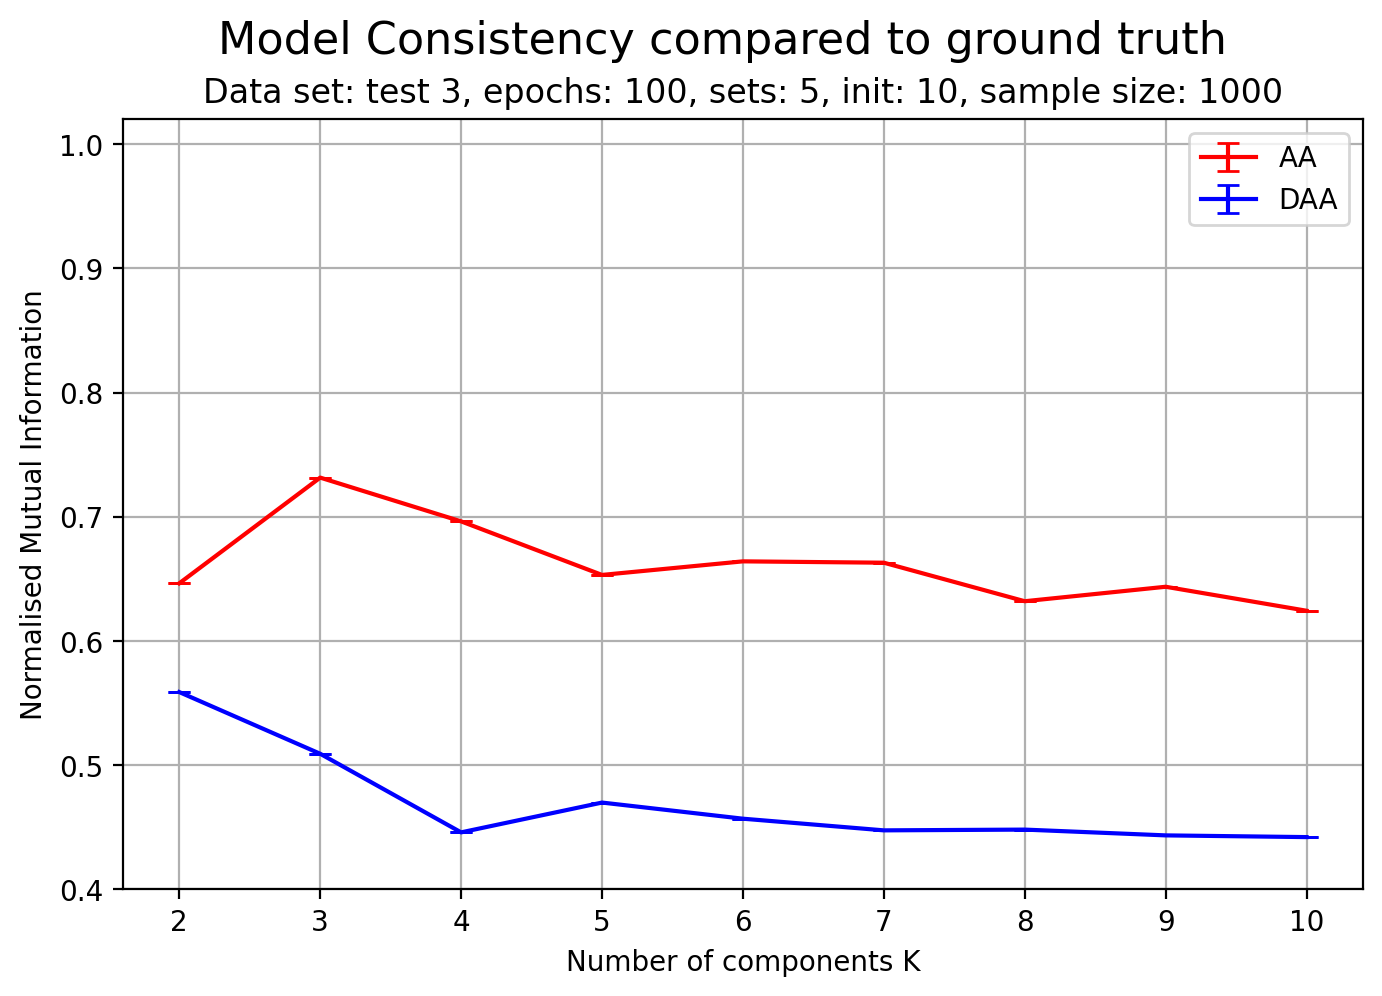 Model Consistency compared to ground truth
Data set: test 3, epochs: 100, sets: 5, init: 10, sample size: 1000
1.0
0.9
0.8
0.7
0.6
0.5
0.4
Normalised Mutual Information
AA
DAA
2 3 4 5 6 7 8 9 10
Number of components K